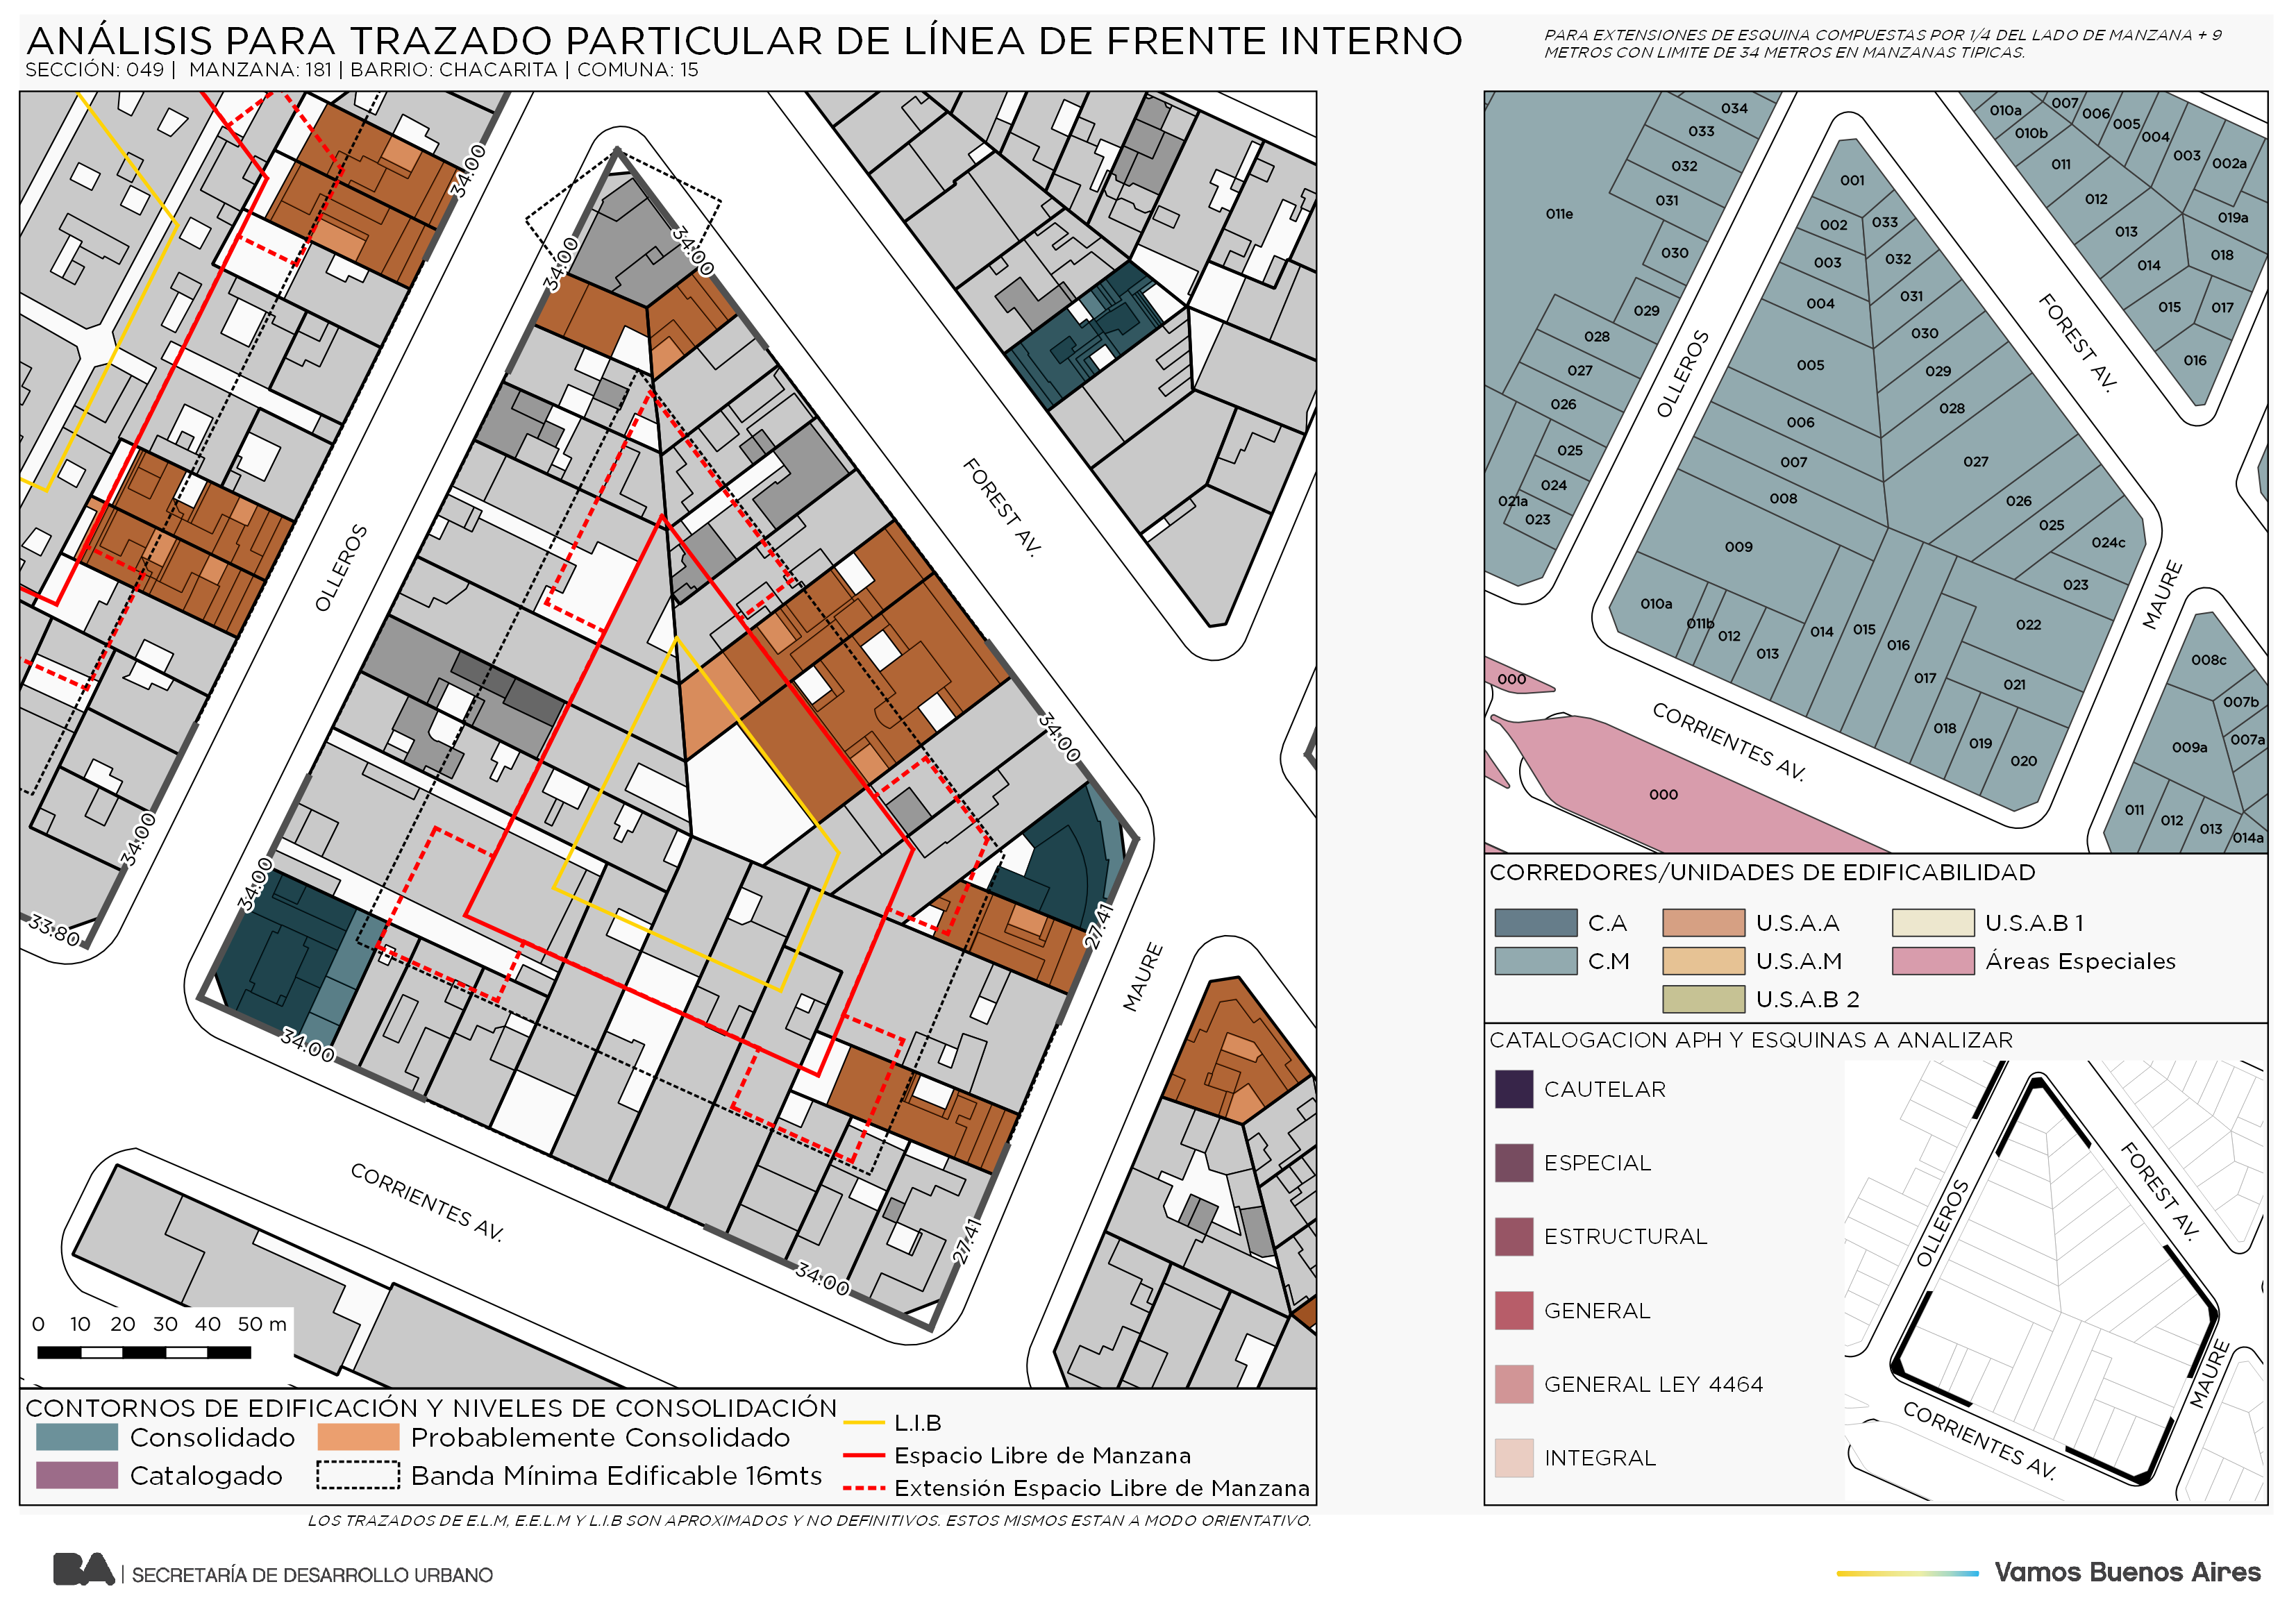 ANÁLISIS PARA TRAZADO PARTICULAR DE LÍNEA DE FRENTE INTERNO
SECCIÓN: 049 | MANZANA: 181 | BARRIO: CHACARITA | COMUNA: 15
PARA EXTENSIONES DE ESQUINA COMPUESTAS POR 1/4 DEL LADO DE MANZANA + 9
METROS CON LIMITE DE 34 METROS EN MANZANAS TIPICAS.
34.00
34.00
34.00
OLLEROS
FOREST AV.
34.00
34.00
34.00
33.80
27.41
MAURE
34.00
CORRIENTES AV.
27.41
34.00
0 10 20 30 40 50 m
CONTORNOS DE EDIFICACIÓN Y NIVELES DE CONSOLIDACIÓN
Consolidado
Probablemente Consolidado
Catalogado
Banda Mínima Edificable 16mts
L.I.B
Espacio Libre de Manzana
Extensión Espacio Libre de Manzana
LOS TRAZADOS DE E.L.M, E.E.L.M Y L.I.B SON APROXIMADOS Y NO DEFINITIVOS. ESTOS MISMOS ESTAN A MODO ORIENTATIVO.
034
033
032
031
011e
030
029
028
027
026
025
024
021a
023
000
000
001
002
033
003
032
004
031
030
005
029
028
006
007
027
008
026
025
009
024c
023
010a
011b
012
013
014
015
016
017
022
021
018
019
020
010a
007
006
005
004
003
002a
010b
011
012
019a
013
018
014
015
017
016
008c
007b
007a
009a
011
012
013
014a
OLLEROS
FOREST AV.
MAURE
CORRIENTES AV.
CORREDORES/UNIDADES DE EDIFICABILIDAD
C.A
U.S.A.A
U.S.A.B 1
C.M
U.S.A.M
Áreas Especiales
U.S.A.B 2
CATALOGACION APH Y ESQUINAS A ANALIZAR
CAUTELAR
ESPECIAL
ESTRUCTURAL
GENERAL
GENERAL LEY 4464
INTEGRAL
OLLEROS
FOREST AV.
MAURE
CORRIENTES AV.
BA | SECRETARÍA DE DESARROLLO URBANO
Vamos Buenos Aires